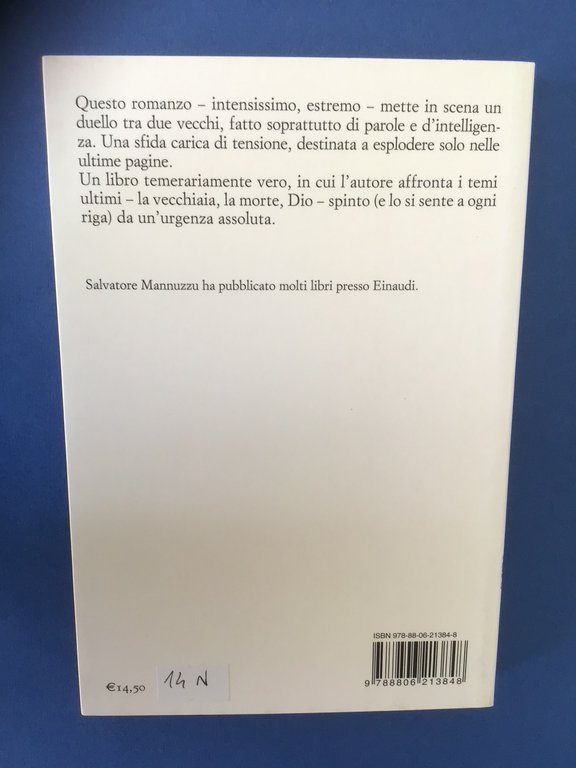 Questo romanzo – intensissimo, estremo – mette in scena un
duello tra due vecchi, fatto soprattutto di parole e d'intelligen-
za. Una sfida carica di tensione, destinata a esplodere solo nelle
ultime pagine.
Un libro temerariamente vero, in cui l'autore affronta i temi
ultimi – la vecchiaia, la morte, Dio – spinto (e lo si sente a ogni
riga) da un'urgenza assoluta.
Salvatore Mannuzzu ha pubblicato molti libri presso Einaudi.
ISBN 978-88-06-21384-8
9 788806 213848
€14,50
14 N